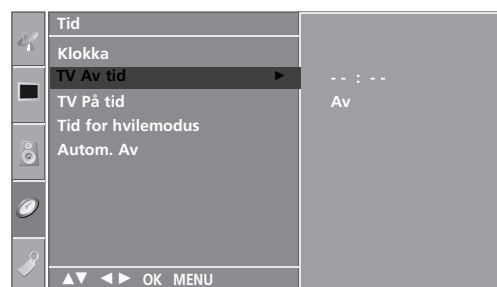 Tid
Klokka
TV Av tid ► - - : - -
TV På tid Av
Tid for hvilemodus
Autom. Av
▲▼ ◄► OK MENU